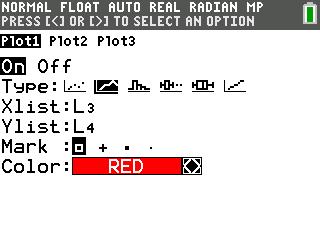 NORMAL FLOAT AUTO REAL RADIAN MP
PRESS [<] OR [>] TO SELECT AN OPTION
Plot1 Plot2 Plot3
On Off
Type:
Xlist:L3
Ylist:L4
Mark :
Color: RED